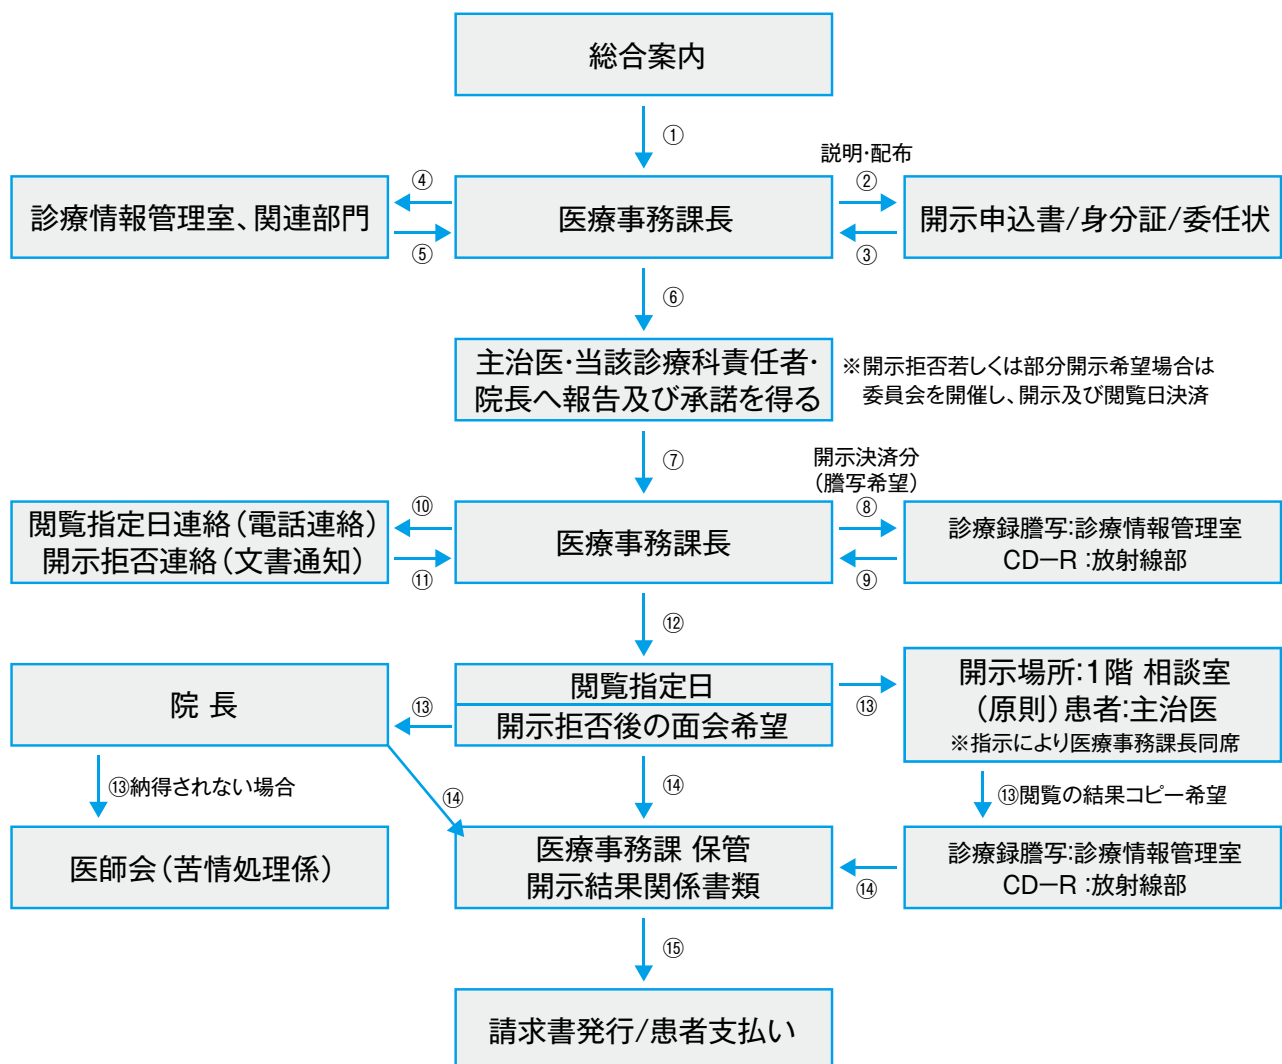 総合案内
①
説明・配布
④
②
診療情報管理室、関連部門
医療事務課長
開示申込書/身分証/委任状
⑤
③
⑥
主治医・当該診療科責任者・
院長へ報告及び承諾を得る
※開示拒否若しくは部分開示希望場合は
委員会を開催し、開示及び閲覧日決済
⑦
開示決済分
（謄写希望）
⑩
⑧
閲覧指定日連絡（電話連絡）
開示拒否連絡（文書通知）
医療事務課長
診療録謄写:診療情報管理室
CD－R :放射線部
⑪
⑨
⑫
院 長
⑬
閲覧指定日
開示拒否後の面会希望
⑬
開示場所:1階 相談室
（原則）患者:主治医
※指示により医療事務課長同席
⑬納得されない場合
⑭
⑭
⑬閲覧の結果コピー希望
医師会（苦情処理係）
医療事務課 保管
開示結果関係書類
⑭
診療録謄写:診療情報管理室
CD－R :放射線部
⑮
請求書発行/患者支払い